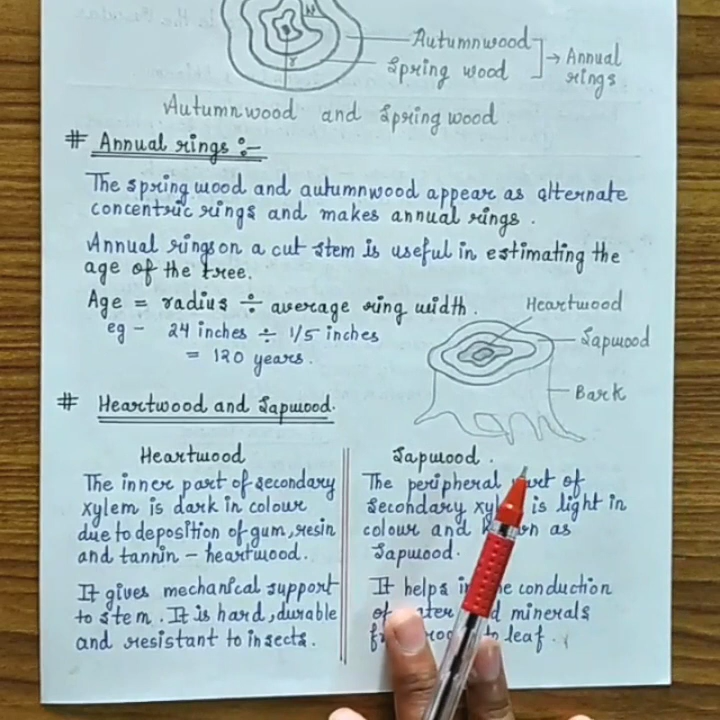 Autumnwood
Spring wood
→ Annual rings
Autumnwood and Spring wood
# Annual rings :-
The spring wood and autumnwood appear as alternate
concentric rings and makes annual rings.
Annual rings on a cut stem is useful in estimating the
age of the tree.
Age = radius ÷ average ring width.
eg - 24 inches ÷ 1/5 inches
= 120 years.
Heartwood
Sapwood
Bark
# Heartwood and Sapwood.
Heartwood
The inner part of secondary
xylem is dark in colour
due to deposition of gum, resin
and tannin - heartwood.
It gives mechanical support
to stem. It is hard, durable
and resistant to insects.
Sapwood.
The peripheral part of
secondary is light in
colour and as
Sapwood.
It helps in conduction
of minerals
to leaf.